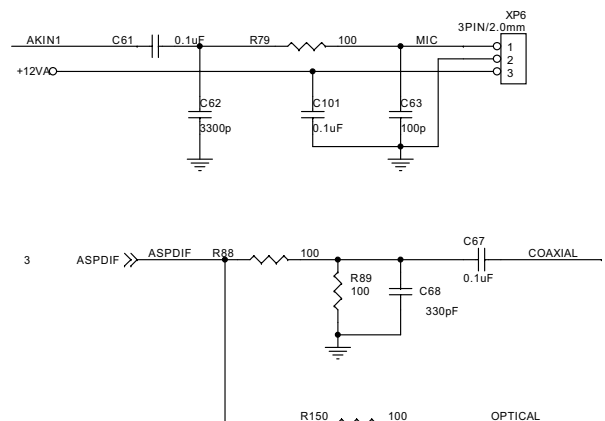 XP6
3PIN/2.0mm
AKIN1 C61 0.1uF R79 100 MIC 1
2
+12VA 3
C62 C101 C63
3300p 0.1uF 100p
C67
3 ASPDIF ASPDIF R88 100 COAXIAL
0.1uF
R89
100 C68
330pF
R150 100 OPTICAL